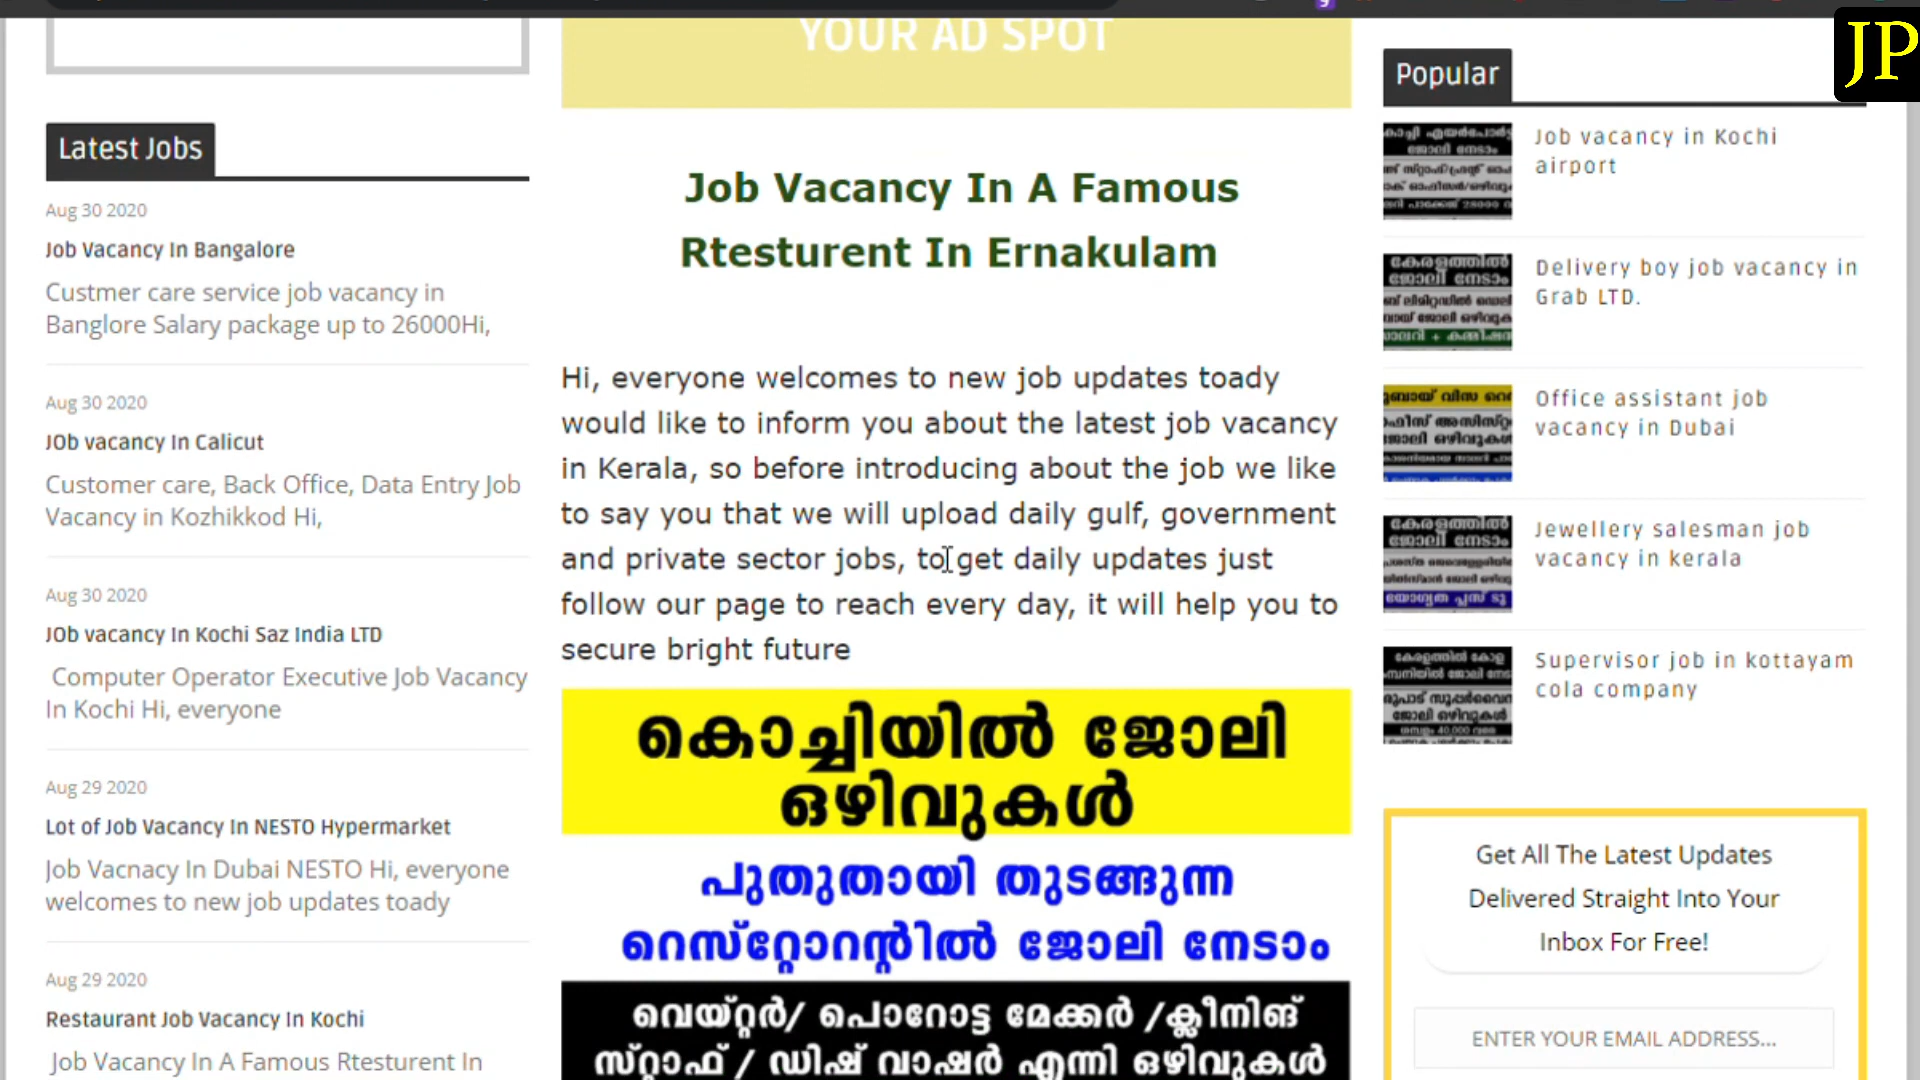 JP
YOUR AD SPOT
Latest Jobs
Aug 30 2020
Job Vacancy In Bangalore
Custmer care service job vacancy in
Banglore Salary package up to 26000Hi,
Aug 30 2020
JOb vacancy In Calicut
Customer care, Back Office, Data Entry Job
Vacancy in Kozhikkod Hi,
Aug 30 2020
JOb vacancy In Kochi Saz India LTD
Computer Operator Executive Job Vacancy
In Kochi Hi, everyone
Aug 29 2020
Lot of Job Vacancy In NESTO Hypermarket
Job Vacnacy In Dubai NESTO Hi, everyone
welcomes to new job updates toady
Aug 29 2020
Restaurant Job Vacancy In Kochi
Job Vacancy In A Famous Rtesturent In
Job Vacancy In A Famous
Rtesturent In Ernakulam
Hi, everyone welcomes to new job updates toady
would like to inform you about the latest job vacancy
in Kerala, so before introducing about the job we like
to say you that we will upload daily gulf, government
and private sector jobs, to get daily updates just
follow our page to reach every day, it will help you to
secure bright future
കൊച്ചിയിൽ ജോലി
ഒഴിവുകൾ
പുതുതായി തുടങ്ങുന്ന
റെസ്റ്റോറന്റിൽ ജോലി നേടാം
വെയ്റ്റർ/ പൊറോട്ട മേക്കർ /ക്ലീനിങ്
സ്റ്റാഫ് / ഡിഷ് വാഷർ എന്നി ഒഴിവുകൾ
Popular
Job vacancy in Kochi
airport
കേരളത്തിൽ
ജോലി നേടാം
Delivery boy job vacancy in
Grab LTD.
Office assistant job
vacancy in Dubai
കേരളത്തിൽ
ജോലി നേടാം
യോഗ്യത പ്ലസ് ടു
Jewellery salesman job
vacancy in kerala
Supervisor job in kottayam
cola company
Get All The Latest Updates
Delivered Straight Into Your
Inbox For Free!
ENTER YOUR EMAIL ADDRESS...